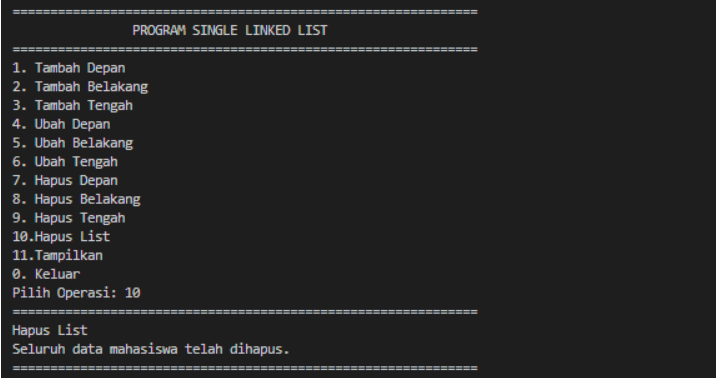 ==============================================================
PROGRAM SINGLE LINKED LIST
==============================================================
1. Tambah Depan
2. Tambah Belakang
3. Tambah Tengah
4. Ubah Depan
5. Ubah Belakang
6. Ubah Tengah
7. Hapus Depan
8. Hapus Belakang
9. Hapus Tengah
10.Hapus List
11.Tampilkan
0. Keluar
Pilih Operasi: 10
==============================================================
Hapus List
Seluruh data mahasiswa telah dihapus.
==============================================================